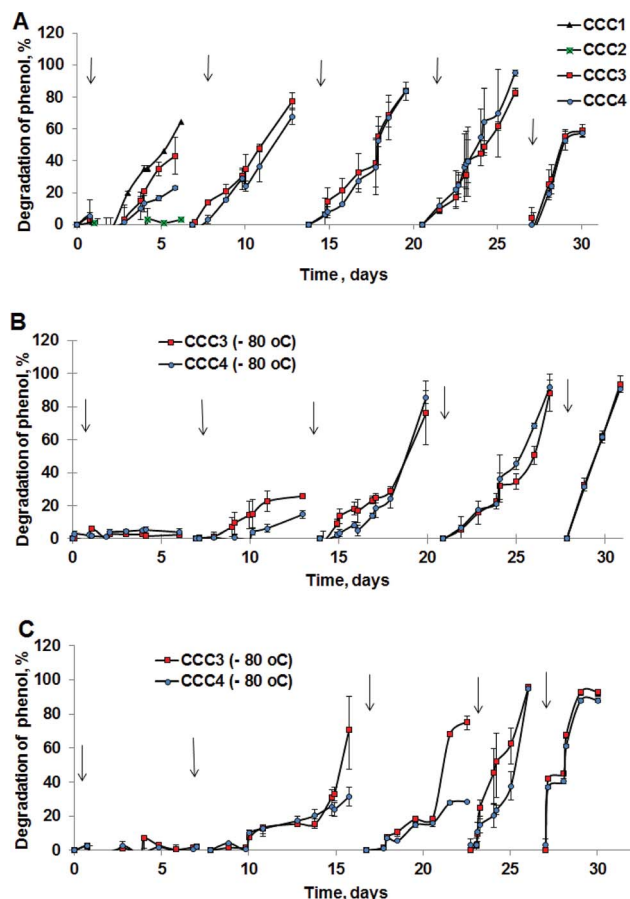 A
Degradation of phenol, %
120
100
80
60
40
20
0
0
5
10
15
20
25
30
Time , days
CCC1
CCC2
CCC3
CCC4
B
Degradation of phenol, %
120
100
80
60
40
20
0
CCC3 (- 80 oC)
CCC4 (- 80 oC)
0
5
10
15
20
25
30
Time, days
C
Degradation of phenol, %
120
100
80
60
40
20
0
CCC3 (- 80 oC)
CCC4 (- 80 oC)
0
5
10
15
20
25
30
Time, days